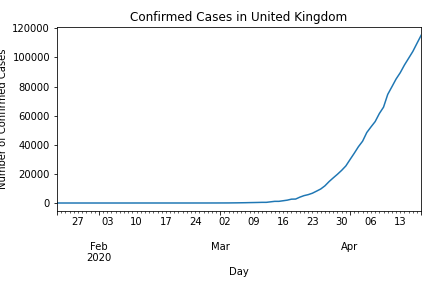 Confirmed Cases in United Kingdom
Number of Confirmed Cases
120000
100000
80000
60000
40000
20000
0
27 03 10 17 24 02 09 16 23 30 06 13
Feb Mar Apr
2020
Day